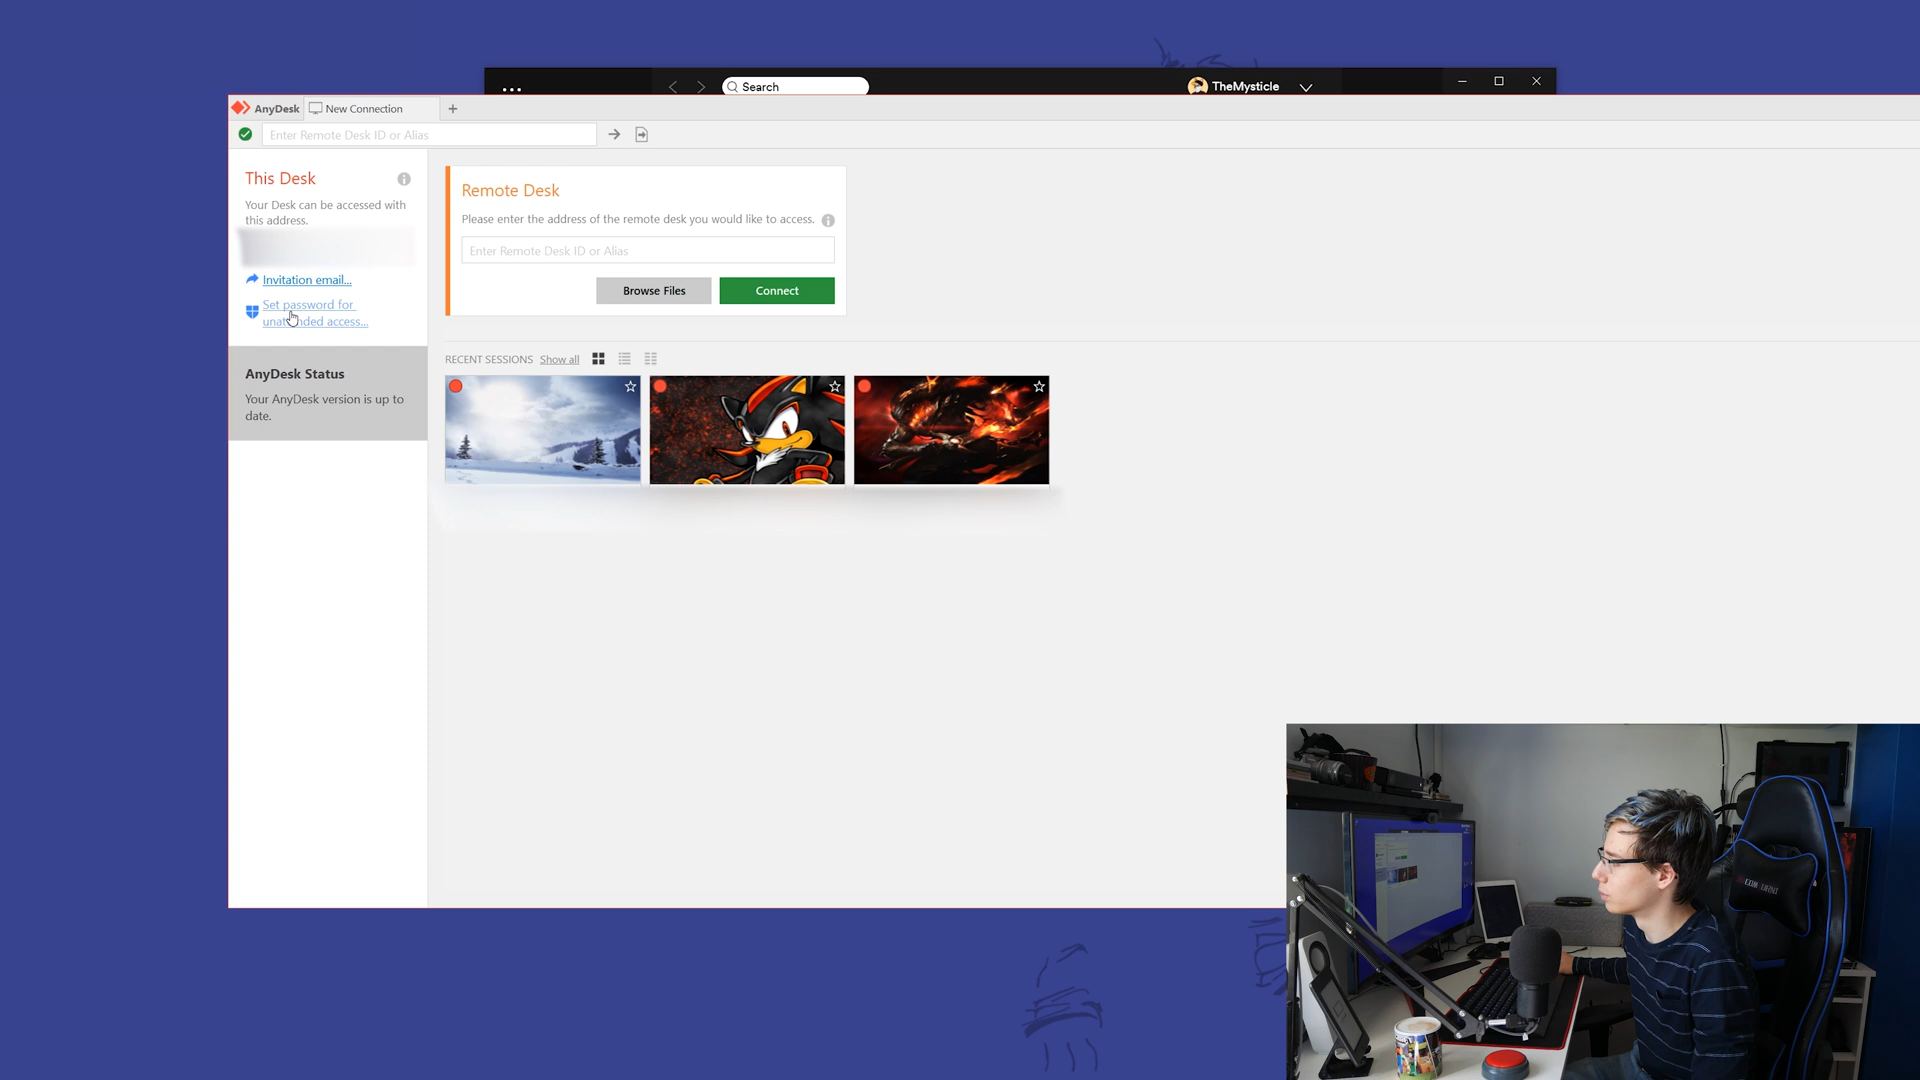 Search
TheMysticle
AnyDesk
New Connection
Enter Remote Desk ID or Alias
This Desk
Your Desk can be accessed with
this address.
Invitation email...
Set password for
unattended access...
AnyDesk Status
Your AnyDesk version is up to
date.
Remote Desk
Please enter the address of the remote desk you would like to access.
Enter Remote Desk ID or Alias
Browse Files
Connect
RECENT SESSIONS
Show all